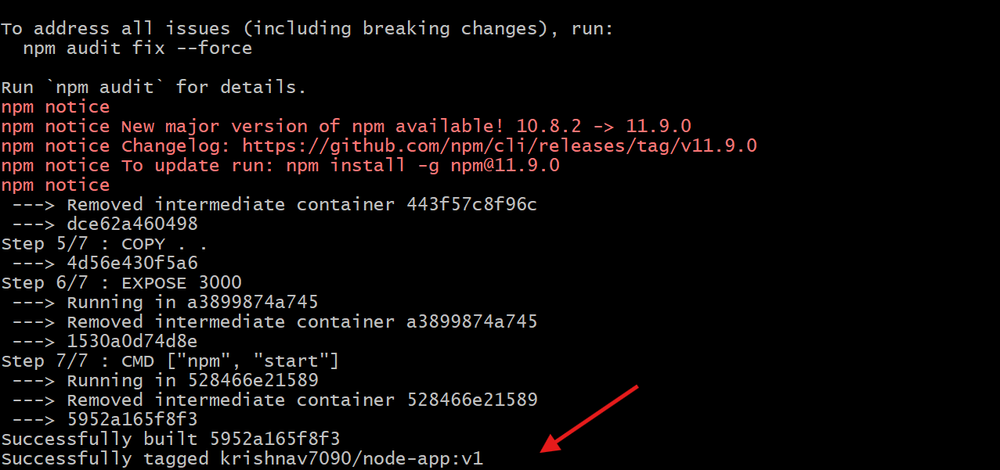 To address all issues (including breaking changes), run:
  npm audit fix --force
Run `npm audit` for details.
npm notice
npm notice New major version of npm available! 10.8.2 -> 11.9.0
npm notice Changelog: https://github.com/npm/cli/releases/tag/v11.9.0
npm notice To update run: npm install -g npm@11.9.0
npm notice
 ---> Removed intermediate container 443f57c8f96c
 ---> dce62a460498
Step 5/7 : COPY . .
 ---> 4d56e430f5a6
Step 6/7 : EXPOSE 3000
 ---> Running in a3899874a745
 ---> Removed intermediate container a3899874a745
 ---> 1530a0d74d8e
Step 7/7 : CMD ["npm", "start"]
 ---> Running in 528466e21589
 ---> Removed intermediate container 528466e21589
 ---> 5952a165f8f3
Successfully built 5952a165f8f3
Successfully tagged krishnav7090/node-app:v1